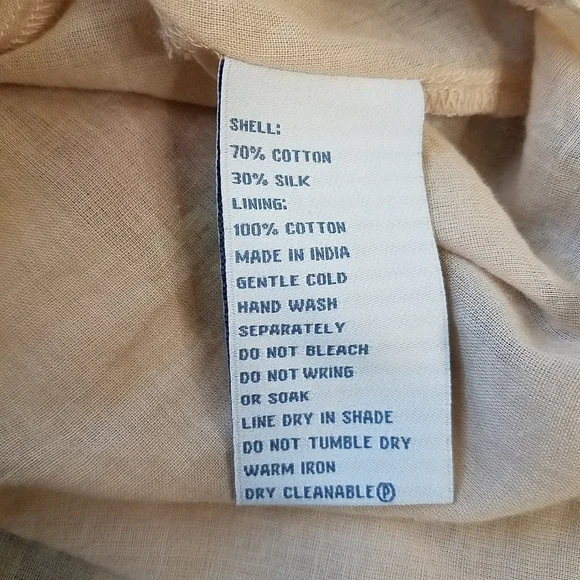 SHELL:
70% COTTON
30% SILK
LINING:
100% COTTON
MADE IN INDIA
GENTLE COLD
HAND WASH
SEPARATELY
DO NOT BLEACH
DO NOT WRING
OR SOAK
LINE DRY IN SHADE
DO NOT TUMBLE DRY
WARM IRON
DRY CLEANABLE Ⓟ